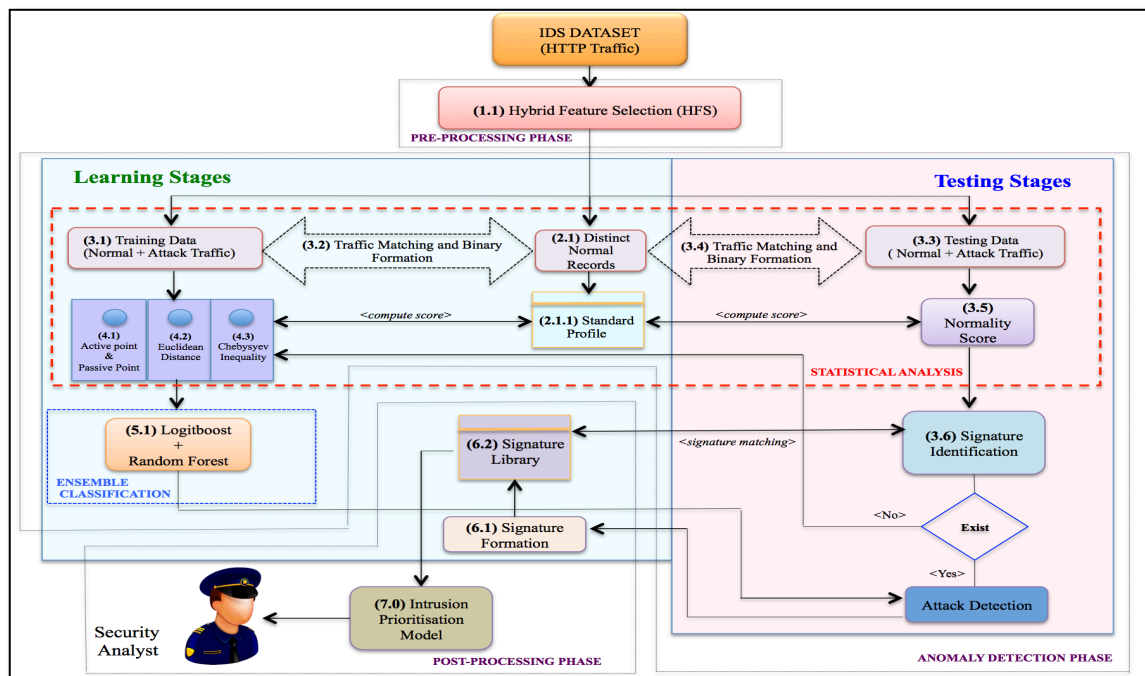 IDS DATASET
(HTTP Traffic)
(1.1) Hybrid Feature Selection (HFS)
PRE-PROCESSING PHASE
Learning Stages
Testing Stages
(3.1) Training Data
(Normal + Attack Traffic)
(3.2) Traffic Matching and Binary
Formation
(2.1) Distinct
Normal
Records
(3.4) Traffic Matching and
Binary Formation
(3.3) Testing Data
( Normal + Attack Traffic)
(4.1)
Active point
&
Passive Point
(4.2)
Euclidean
Distance
(4.3)
Chebysyev
Inequality
<compute score>
(2.1.1) Standard
Profile
<compute score>
(3.5)
Normality
Score
STATISTICAL ANALYSIS
(5.1) Logitboost
+
Random Forest
ENSEMBLE
CLASSIFICATION
(6.2) Signature
Library
<signature matching>
(3.6) Signature
Identification
(6.1) Signature
Formation
<No>
Exist
<Yes>
Attack Detection
Security
Analyst
(7.0) Intrusion
Prioritisation
Model
POST-PROCESSING PHASE
ANOMALY DETECTION PHASE